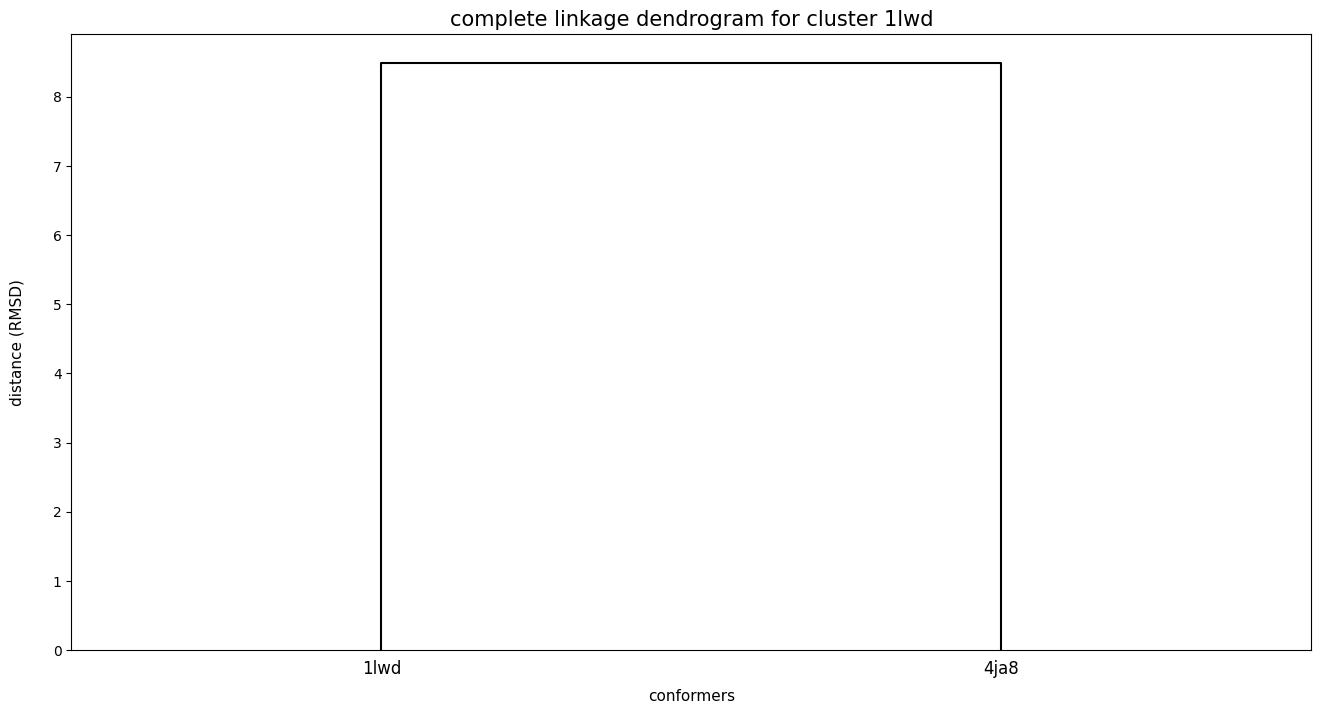 complete linkage dendrogram for cluster 1lwd
8
7
6
5
4
3
2
1
0
distance (RMSD)
1lwd
4ja8
conformers